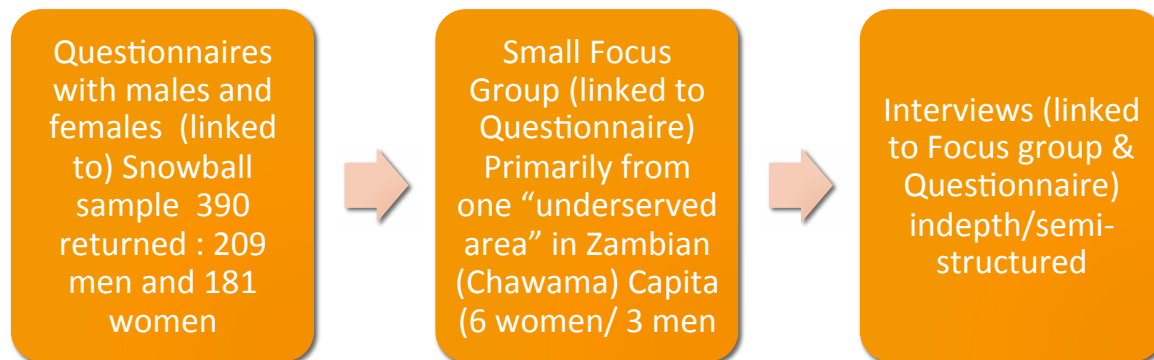 Questionnaires
with males and
females (linked
to) Snowball
sample 390
returned : 209
men and 181
women
Small Focus
Group (linked to
Questionnaire)
Primarily from
one “underserved
area” in Zambian
(Chawama) Capita
(6 women/ 3 men
Interviews (linked
to Focus group &
Questionnaire)
indepth/semi-
structured